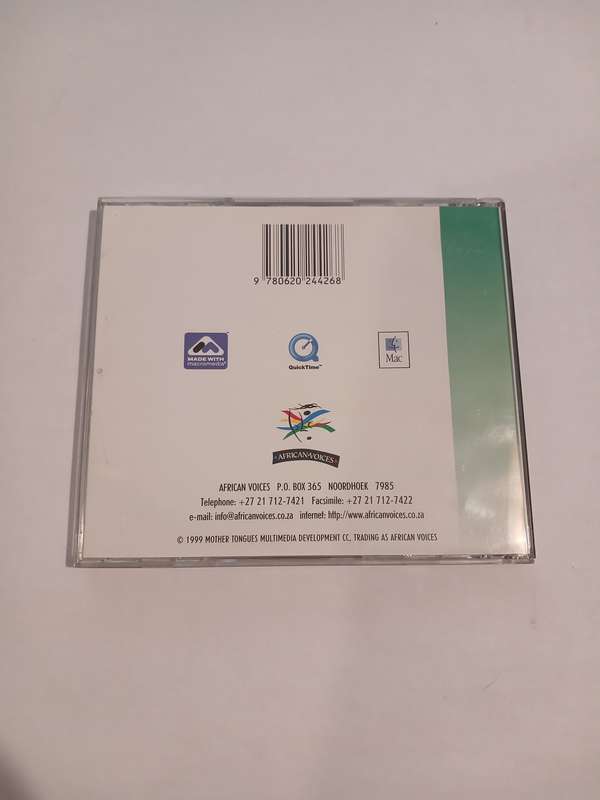 9 780620 244268
MADE WITH
macromedia®
QuickTime™
Mac
AFRICAN VOICES
AFRICAN VOICES P.O. BOX 365 NOORDHOEK 7985
Telephone: +27 21 712-7421 Facsimile: +27 21 712-7422
e-mail: info@africanvoices.co.za internet: http://www.africanvoices.co.za
© 1999 MOTHER TONGUES MULTIMEDIA DEVELOPMENT CC, TRADING AS AFRICAN VOICES